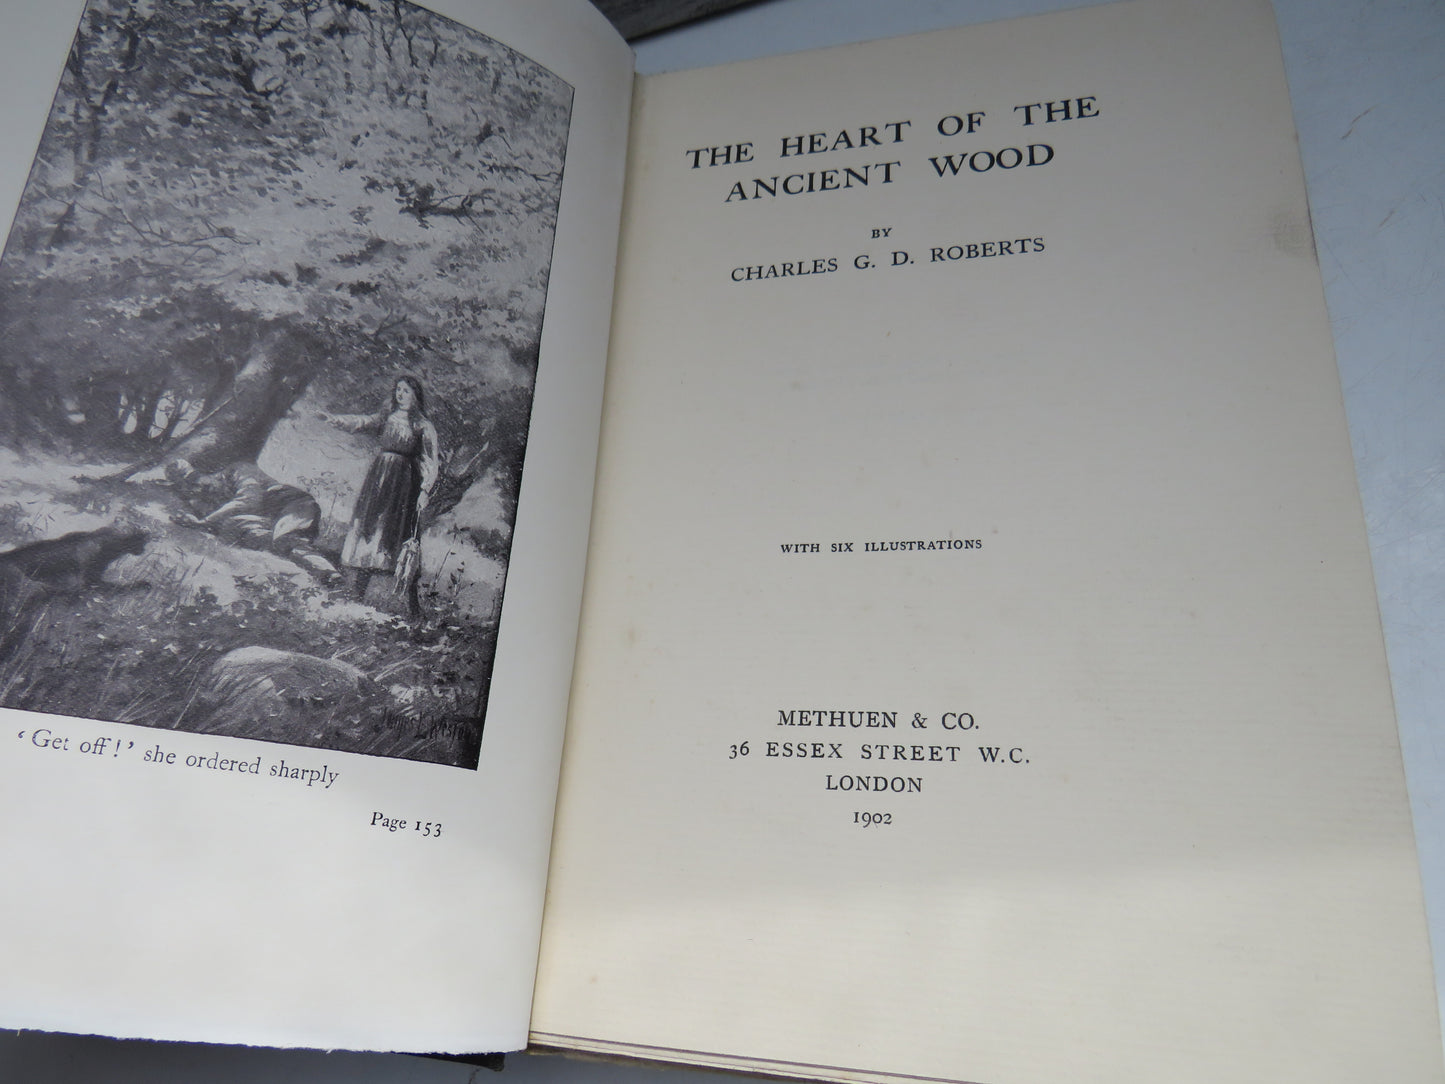 'Get off!' she ordered sharply
Page 153
THE HEART OF THE
ANCIENT WOOD
BY
CHARLES G. D. ROBERTS
WITH SIX ILLUSTRATIONS
METHUEN & CO.
36 ESSEX STREET W.C.
LONDON
1902